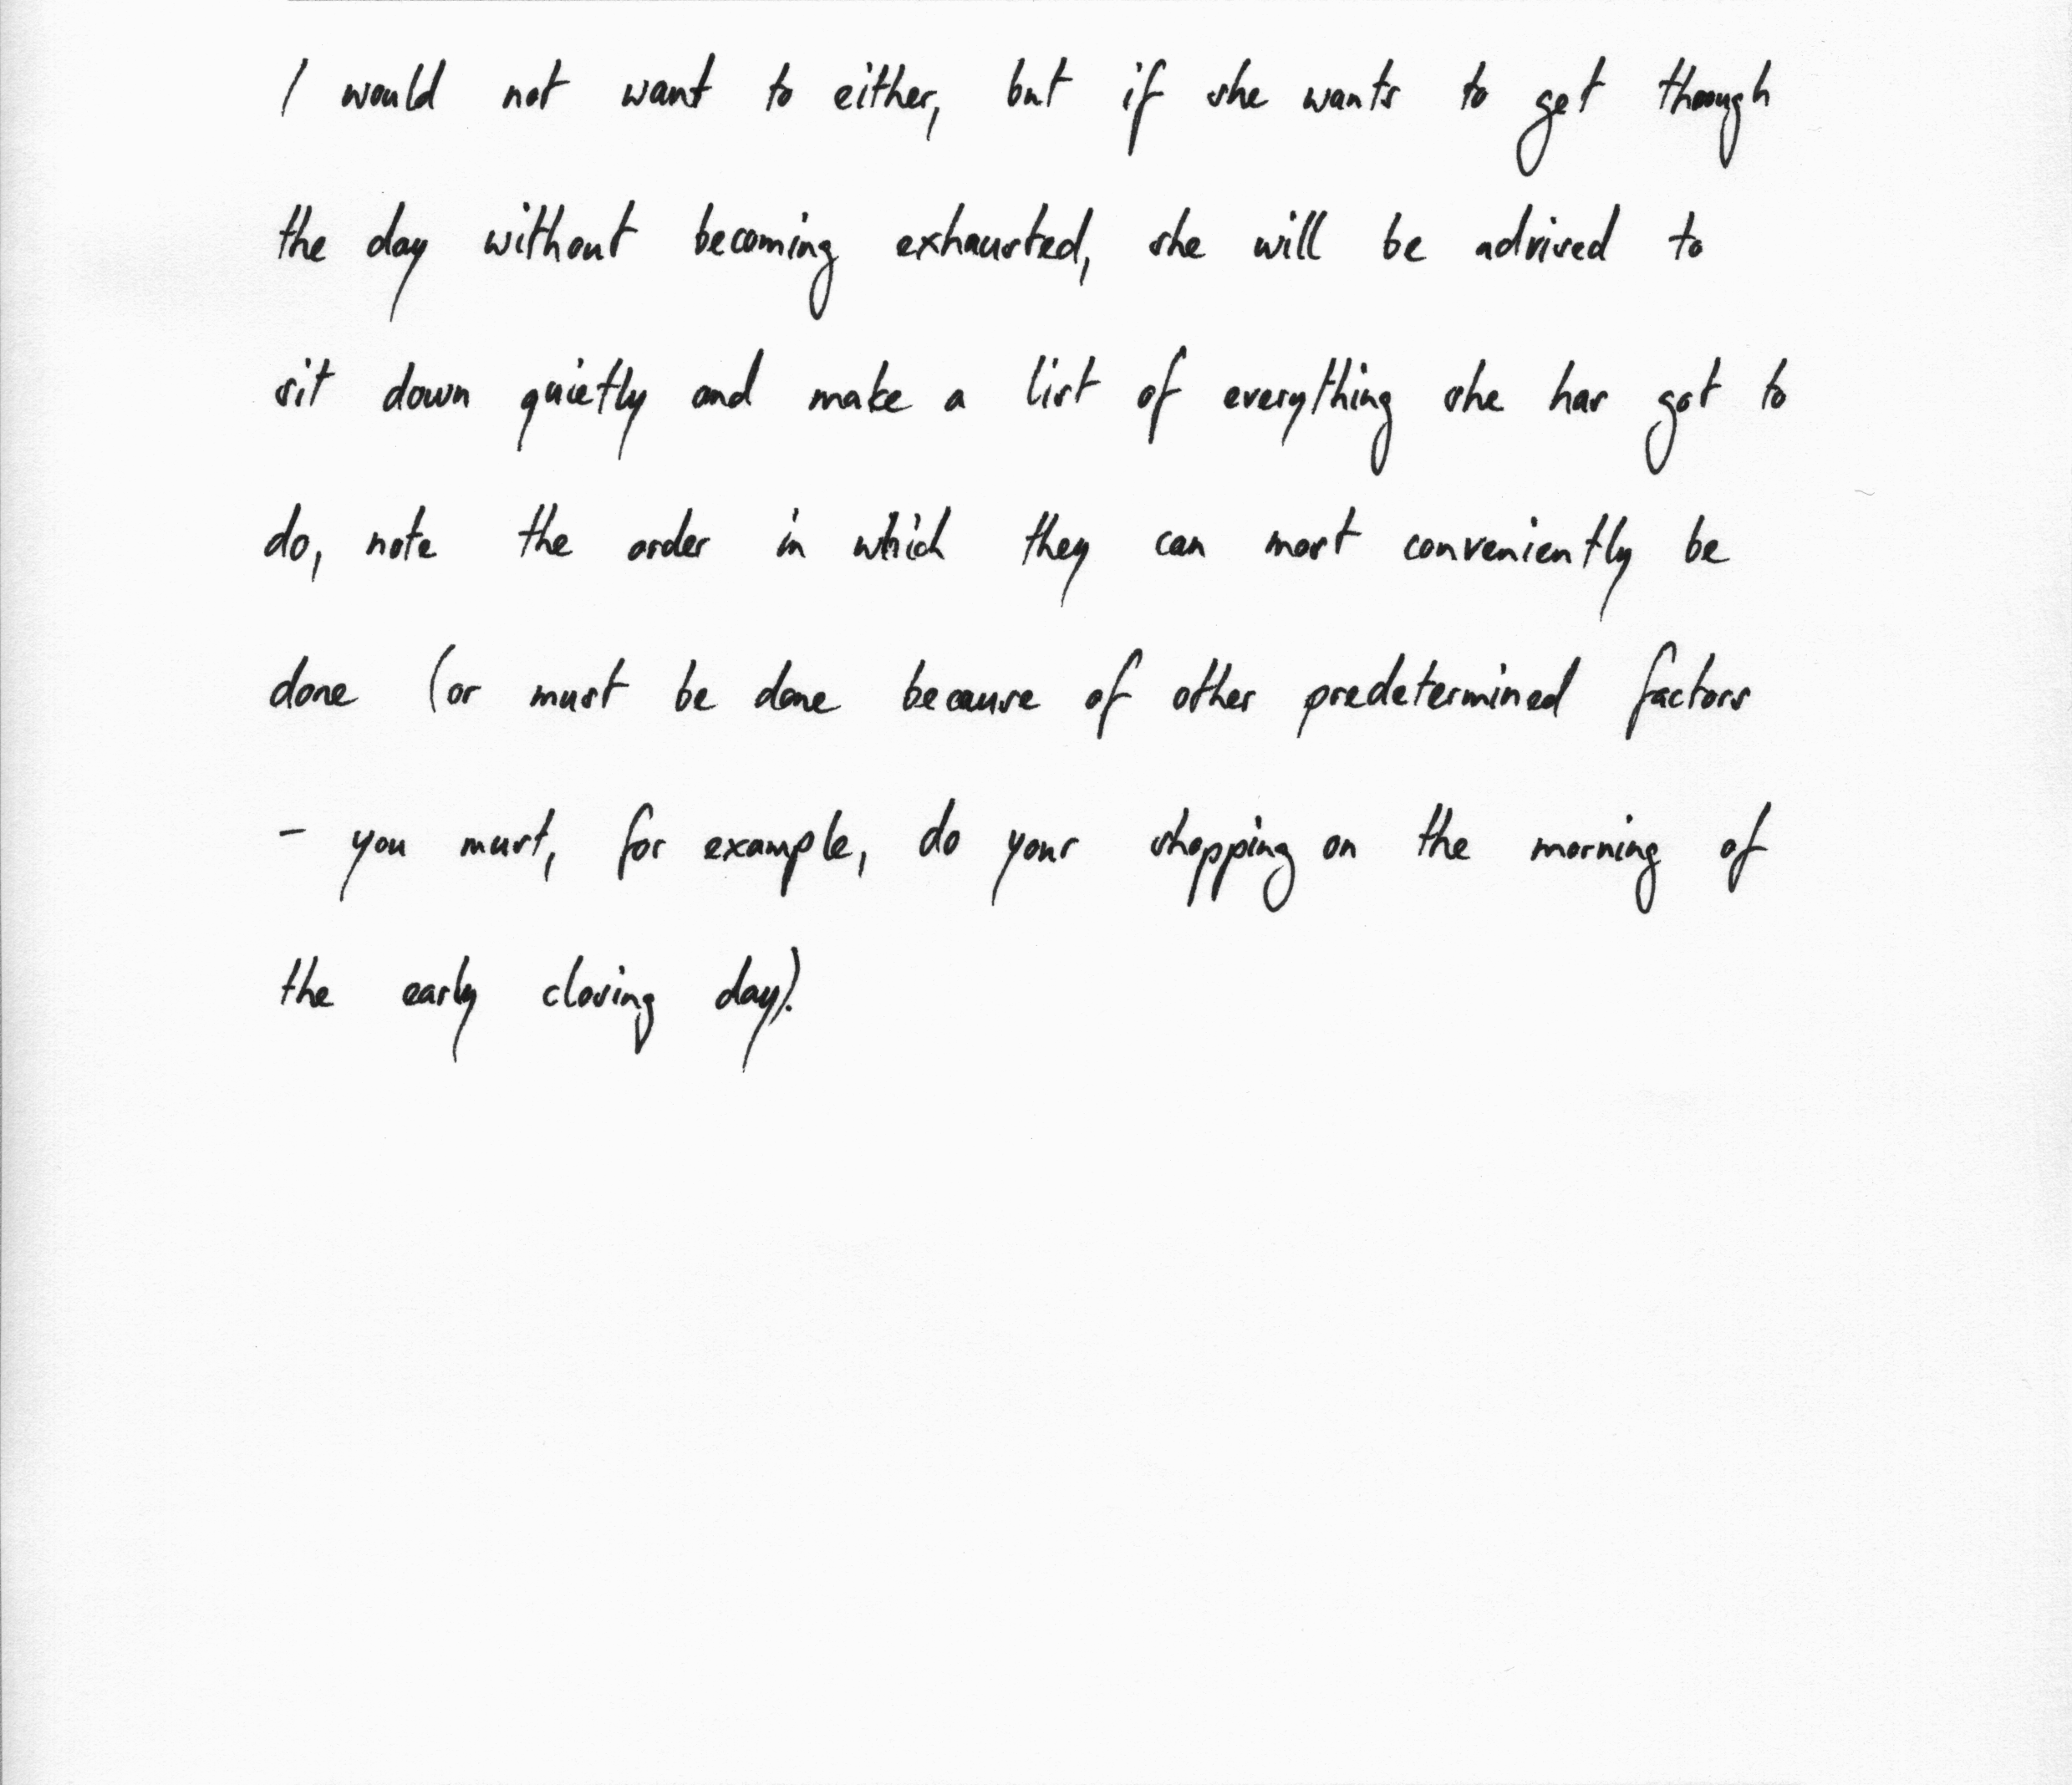 I would not want to either, but if she wants to get through
the day without becoming exhausted, she will be advised to
sit down quietly and make a list of everything she has got to
do, note the order in which they can most conveniently be
done (or must be done because of other predetermined factors
- you must, for example, do your shopping on the morning of
the early closing day).